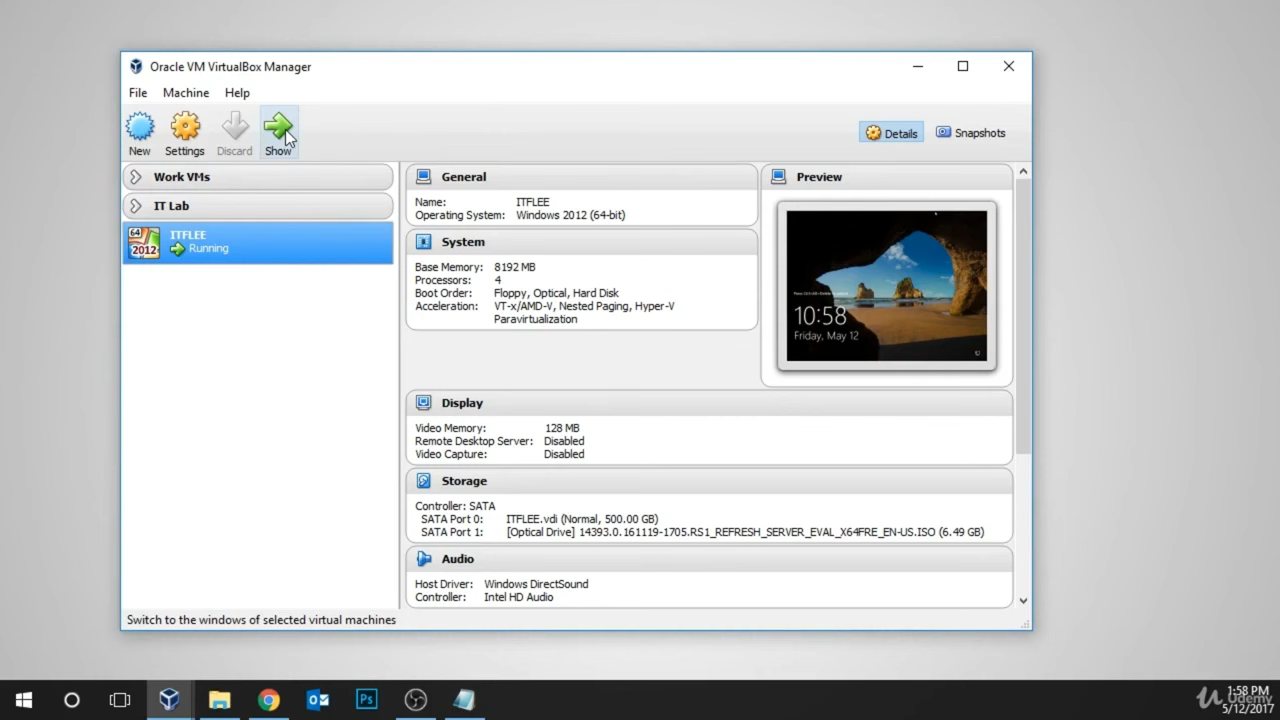 Oracle VM VirtualBox Manager
File Machine Help
New Settings Discard Show
Details Snapshots
Work VMs
IT Lab
64
2012
ITFLEE
Running
General
Name: ITFLEE
Operating System: Windows 2012 (64-bit)
Preview
10:58
Friday, May 12
System
Base Memory: 8192 MB
Processors: 4
Boot Order: Floppy, Optical, Hard Disk
Acceleration: VT-x/AMD-V, Nested Paging, Hyper-V
Paravirtualization
Display
Video Memory: 128 MB
Remote Desktop Server: Disabled
Video Capture: Disabled
Storage
Controller: SATA
SATA Port 0: ITFLEE.vdi (Normal, 500.00 GB)
SATA Port 1: [Optical Drive] 14393.0.161119-1705.RS1_REFRESH_SERVER_EVAL_X64FRE_EN-US.ISO (6.49 GB)
Audio
Host Driver: Windows DirectSound
Controller: Intel HD Audio
Switch to the windows of selected virtual machines
Ps
1:58 PM
Udemy
5/12/2017